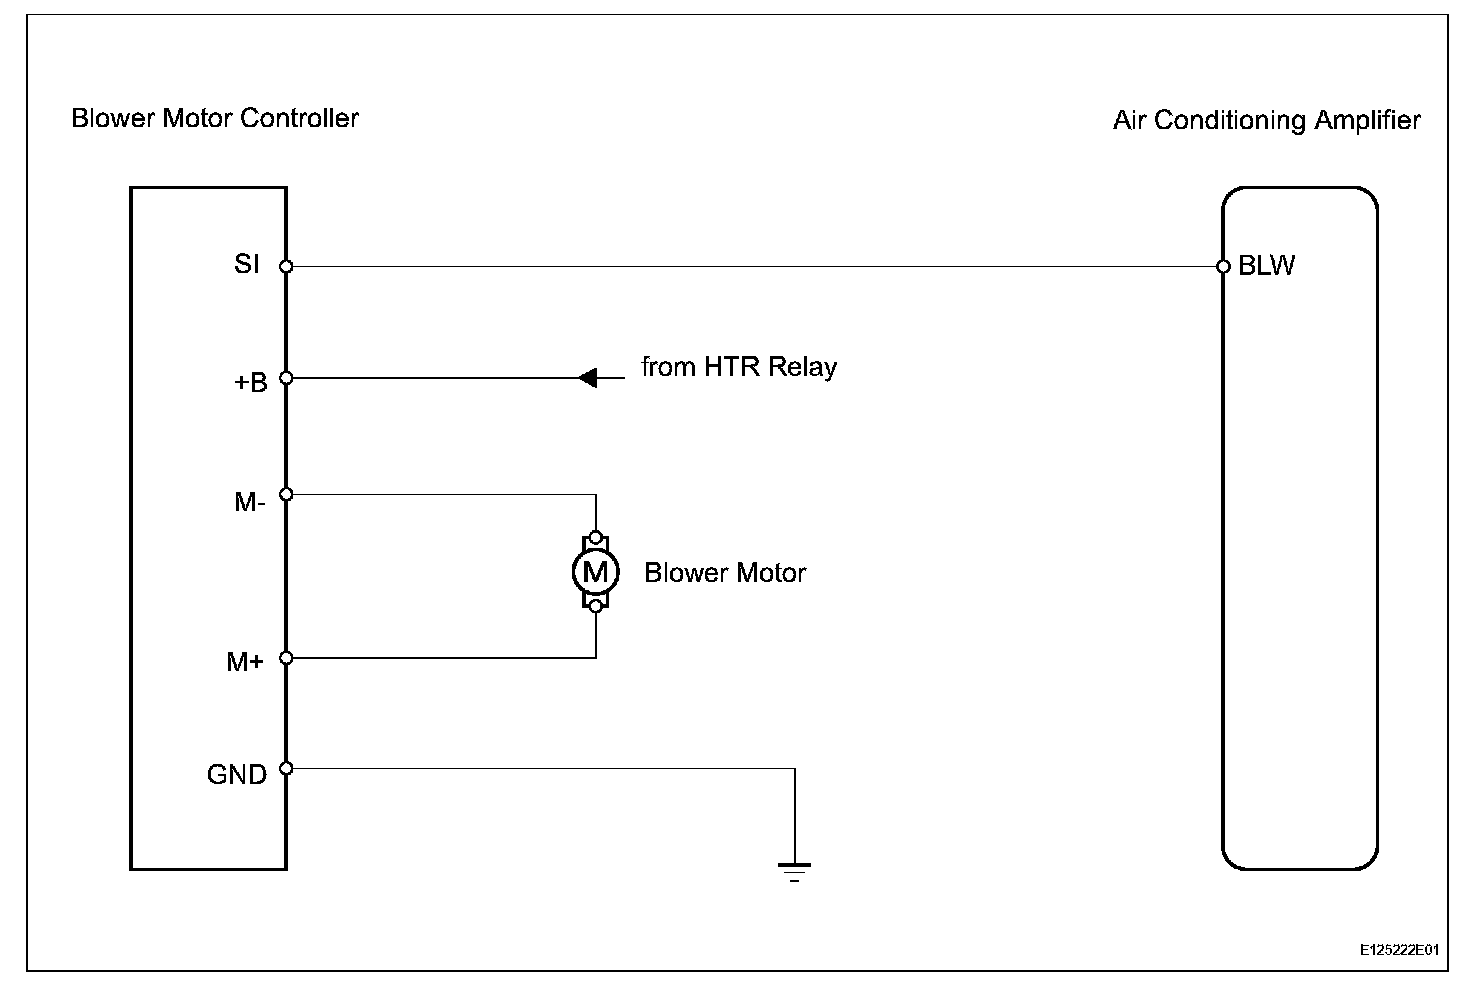 Blower Motor Controller
Air Conditioning Amplifier
SI
BLW
+B
from HTR Relay
M-
M
Blower Motor
M+
GND
E125222E01